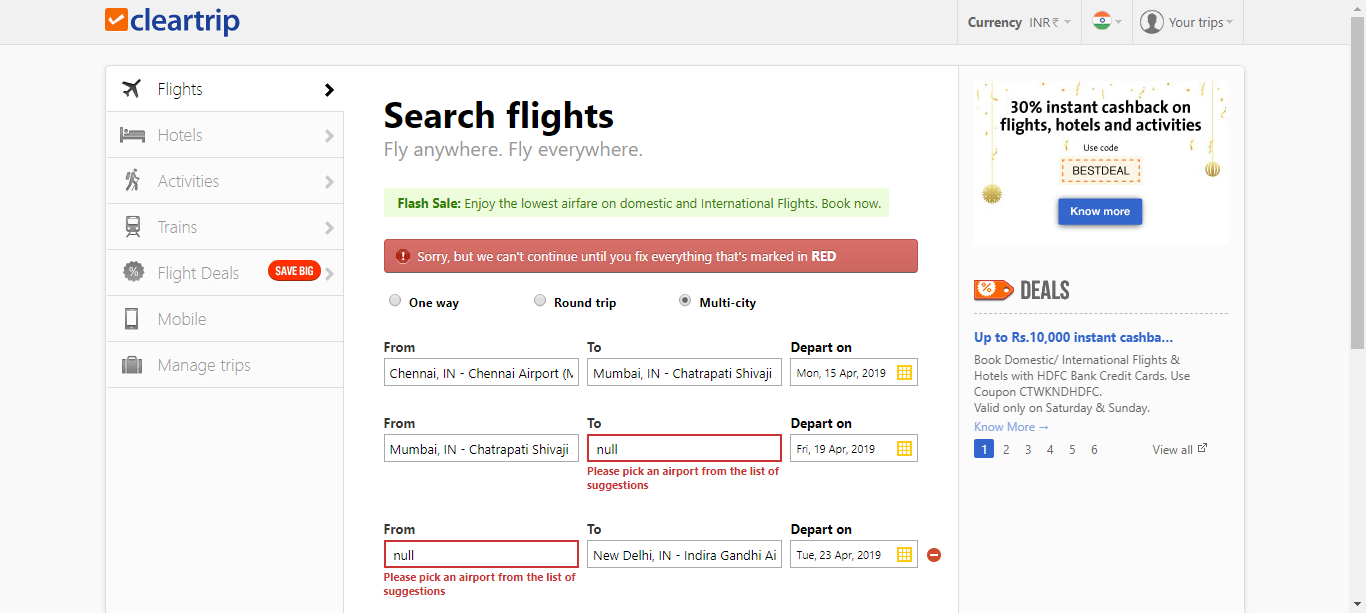 cleartrip
Currency INR ₹
Your trips
Flights
Hotels
Activities
Trains
Flight Deals SAVE BIG
Mobile
Manage trips
Search flights
Fly anywhere. Fly everywhere.
Flash Sale: Enjoy the lowest airfare on domestic and International Flights. Book now.
Sorry, but we can't continue until you fix everything that's marked in RED
One way Round trip Multi-city
From To Depart on
Chennai, IN - Chennai Airport (M Mumbai, IN - Chatrapati Shivaji Mon, 15 Apr, 2019
From To Depart on
Mumbai, IN - Chatrapati Shivaji null Fri, 19 Apr, 2019
Please pick an airport from the list of
suggestions
From To Depart on
null New Delhi, IN - Indira Gandhi Ai Tue, 23 Apr, 2019
Please pick an airport from the list of
suggestions
30% instant cashback on
flights, hotels and activities
Use code
BESTDEAL
Know more
% DEALS
Up to Rs.10,000 instant cashba...
Book Domestic/ International Flights &
Hotels with HDFC Bank Credit Cards. Use
Coupon CTWKNDHDFC.
Valid only on Saturday & Sunday.
Know More →
1 2 3 4 5 6 View all